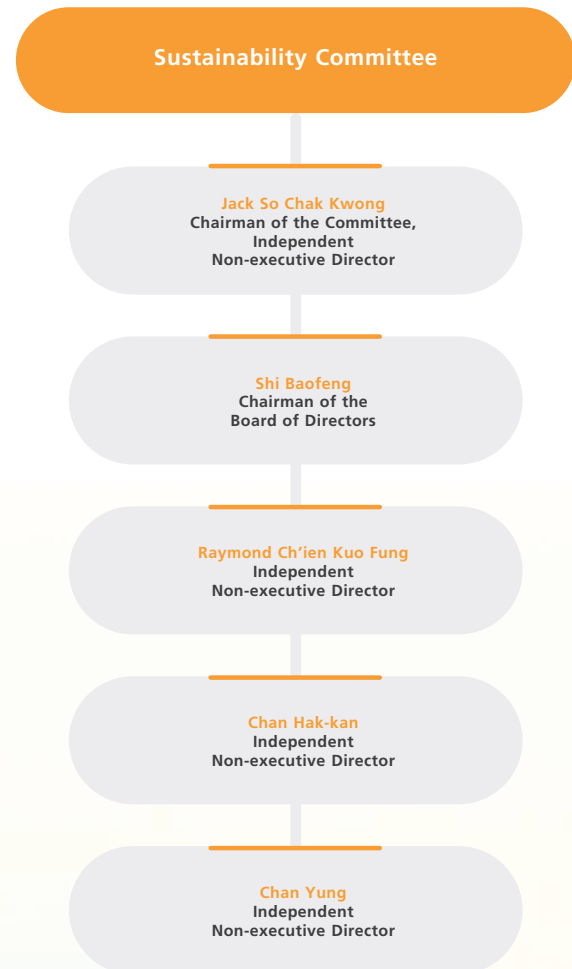 Sustainability Committee
Jack So Chak Kwong
Chairman of the Committee,
Independent
Non-executive Director
Shi Baofeng
Chairman of the
Board of Directors
Raymond Ch’ien Kuo Fung
Independent
Non-executive Director
Chan Hak-kan
Independent
Non-executive Director
Chan Yung
Independent
Non-executive Director